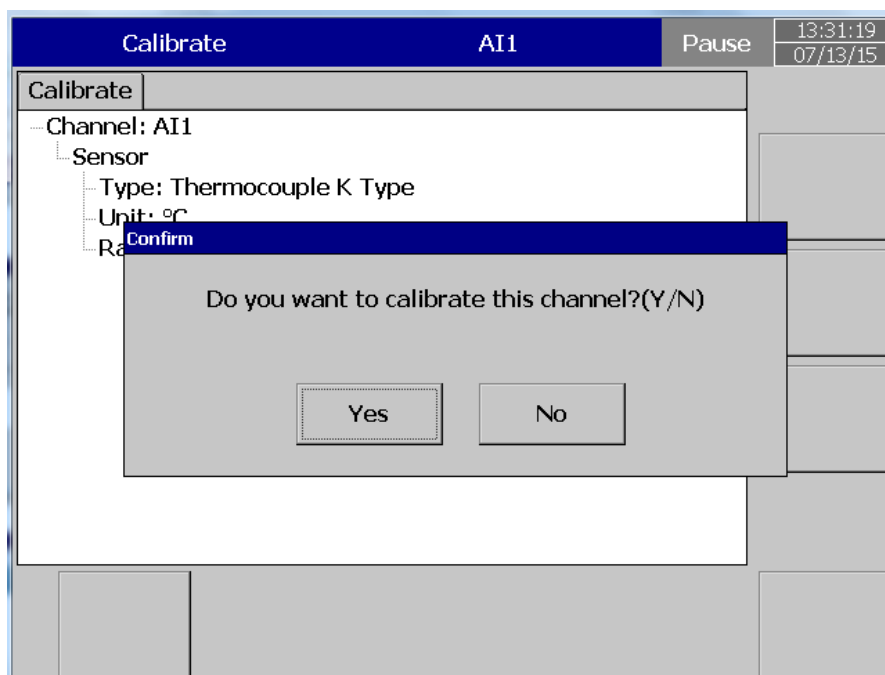 Calibrate AI1 Pause 13:31:19
07/13/15
Calibrate
Channel: AI1
Sensor
Type: Thermocouple K Type
Unit: °C
Confirm
Do you want to calibrate this channel?(Y/N)
Yes No